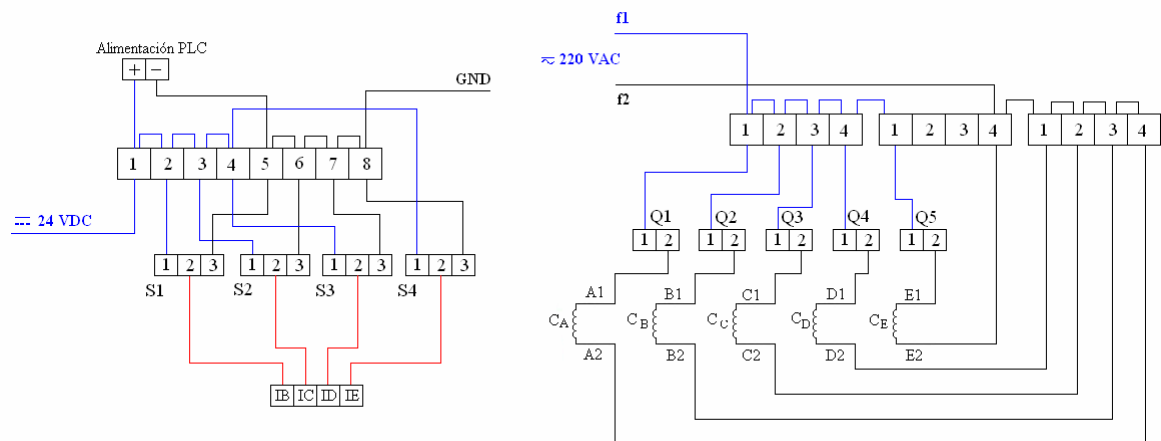 Alimentación PLC
+ −
GND
1 2 3 4 5 6 7 8
24 VDC
1 2 3
1 2 3
1 2 3
1 2 3
S1
S2
S3
S4
IB IC ID IE
f1
220 VAC
f2
1 2 3 4
1 2 3 4
1 2 3 4
Q1
Q2
Q3
Q4
Q5
1 2
1 2
1 2
1 2
1 2
A1
B1
C1
D1
E1
CA
CB
CC
CD
CE
A2
B2
C2
D2
E2